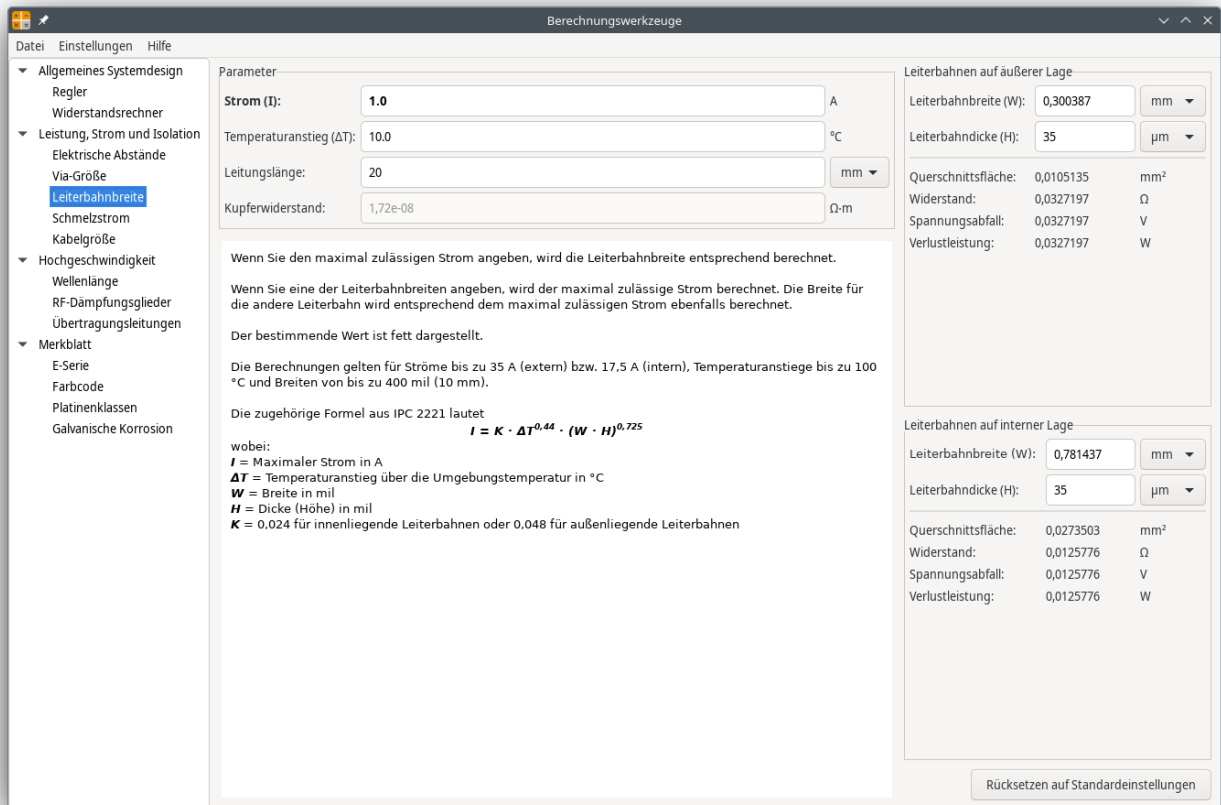 Berechnungswerkzeuge
Datei Einstellungen Hilfe
Allgemeines Systemdesign
Regler
Widerstandsrechner
Leistung, Strom und Isolation
Elektrische Abstände
Via-Größe
Leiterbahnbreite
Schmelzstrom
Kabelgröße
Hochgeschwindigkeit
Wellenlänge
RF-Dämpfungsglieder
Übertragungsleitungen
Merkblatt
E-Serie
Farbcode
Platinenklassen
Galvanische Korrosion
Parameter
Strom (I): 1.0 A
Temperaturanstieg (ΔT): 10.0 °C
Leitungslänge: 20 mm
Kupferwiderstand: 1,72e-08 Ω·m
Wenn Sie den maximal zulässigen Strom angeben, wird die Leiterbahnbreite entsprechend berechnet.
Wenn Sie eine der Leiterbahnbreiten angeben, wird der maximal zulässige Strom berechnet. Die Breite für
die andere Leiterbahn wird entsprechend dem maximal zulässigen Strom ebenfalls berechnet.
Der bestimmende Wert ist fett dargestellt.
Die Berechnungen gelten für Ströme bis zu 35 A (extern) bzw. 17,5 A (intern), Temperaturanstiege bis zu 100
°C und Breiten von bis zu 400 mil (10 mm).
Die zugehörige Formel aus IPC 2221 lautet
I = K · ΔT^0,44 · (W · H)^0,725
wobei:
I = Maximaler Strom in A
ΔT = Temperaturanstieg über die Umgebungstemperatur in °C
W = Breite in mil
H = Dicke (Höhe) in mil
K = 0,024 für innenliegende Leiterbahnen oder 0,048 für außenliegende Leiterbahnen
Leiterbahnen auf äußerer Lage
Leiterbahnbreite (W): 0,300387 mm
Leiterbahndicke (H): 35 µm
Querschnittsfläche: 0,0105135 mm²
Widerstand: 0,0327197 Ω
Spannungsabfall: 0,0327197 V
Verlustleistung: 0,0327197 W
Leiterbahnen auf interner Lage
Leiterbahnbreite (W): 0,781437 mm
Leiterbahndicke (H): 35 µm
Querschnittsfläche: 0,0273503 mm²
Widerstand: 0,0125776 Ω
Spannungsabfall: 0,0125776 V
Verlustleistung: 0,0125776 W
Rücksetzen auf Standardeinstellungen